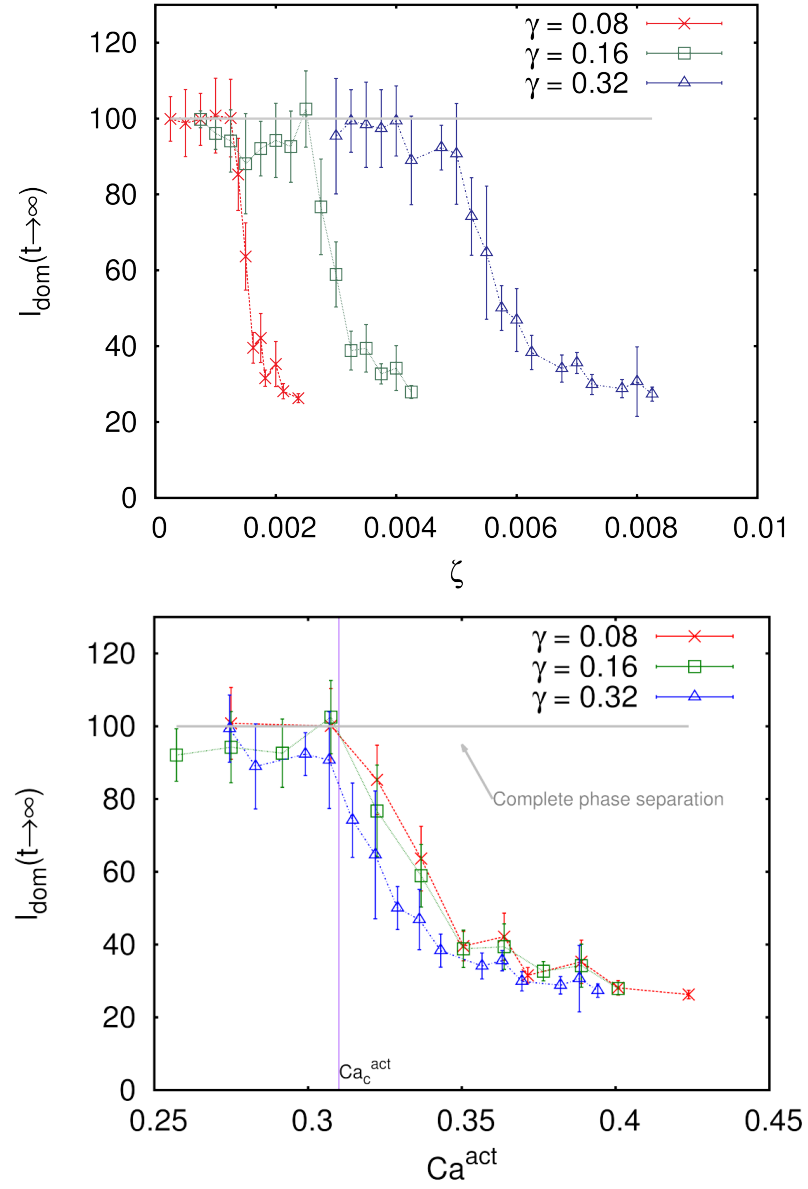 120
100
80
60
40
20
0
0
0.002
0.004
0.006
0.008
0.01
l_dom(t→∞)
ζ
γ = 0.08
γ = 0.16
γ = 0.32
120
100
80
60
40
20
0
0.25
0.3
0.35
0.4
0.45
l_dom(t→∞)
Ca^act
γ = 0.08
γ = 0.16
γ = 0.32
Complete phase separation
Ca_c^act